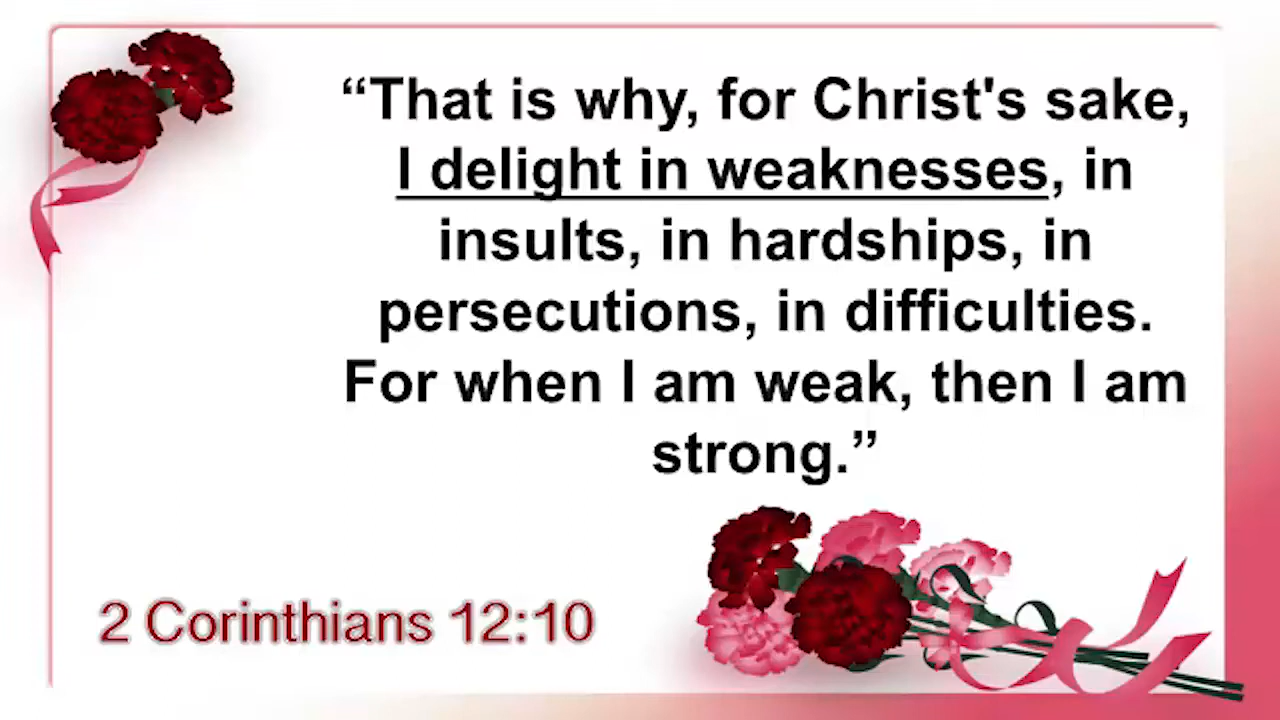 “That is why, for Christ's sake,
I delight in weaknesses, in
insults, in hardships, in
persecutions, in difficulties.
For when I am weak, then I am
strong.”
2 Corinthians 12:10